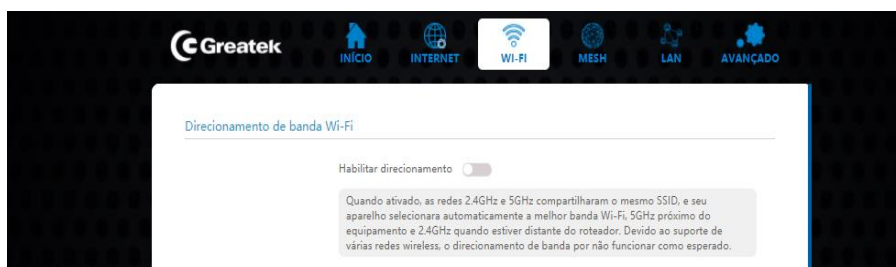 Greatek
INÍCIO INTERNET WI-FI MESH LAN AVANÇADO
Direcionamento de banda Wi-Fi
Habilitar direcionamento
Quando ativado, as redes 2.4GHz e 5GHz compartilharam o mesmo SSID, e seu
aparelho selecionara automaticamente a melhor banda Wi-Fi, 5GHz próximo do
equipamento e 2.4GHz quando estiver distante do roteador. Devido ao suporte de
várias redes wireless, o direcionamento de banda por não funcionar como esperado.